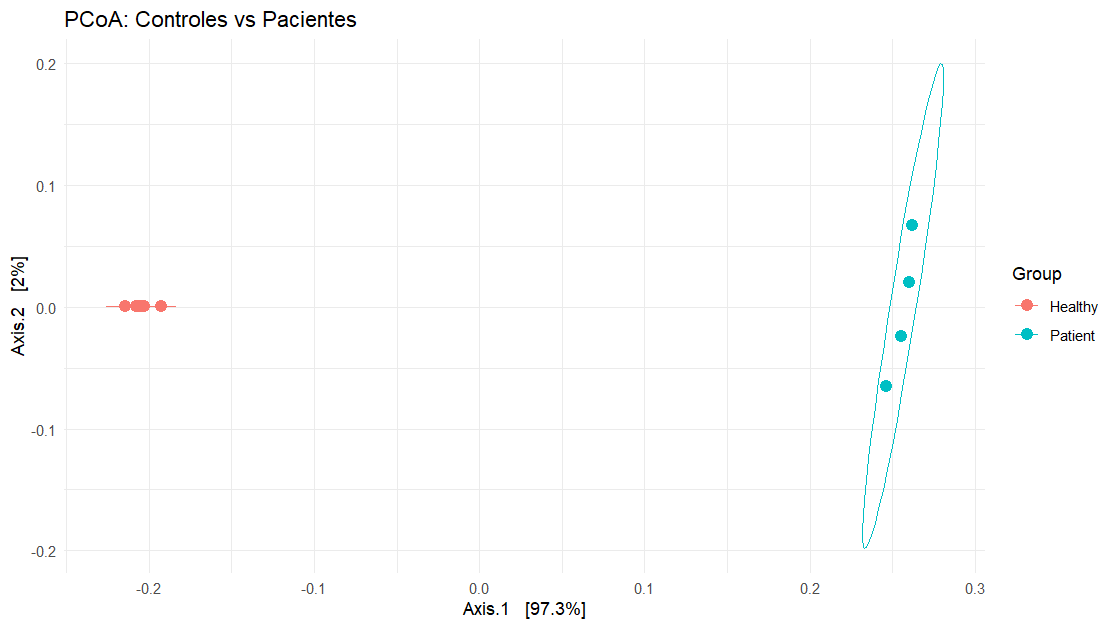 PCoA: Controles vs Pacientes
0.2
0.1
0.0
-0.1
-0.2
Axis.2 [2%]
-0.2
-0.1
0.0
0.1
0.2
0.3
Axis.1 [97.3%]
Group
Healthy
Patient